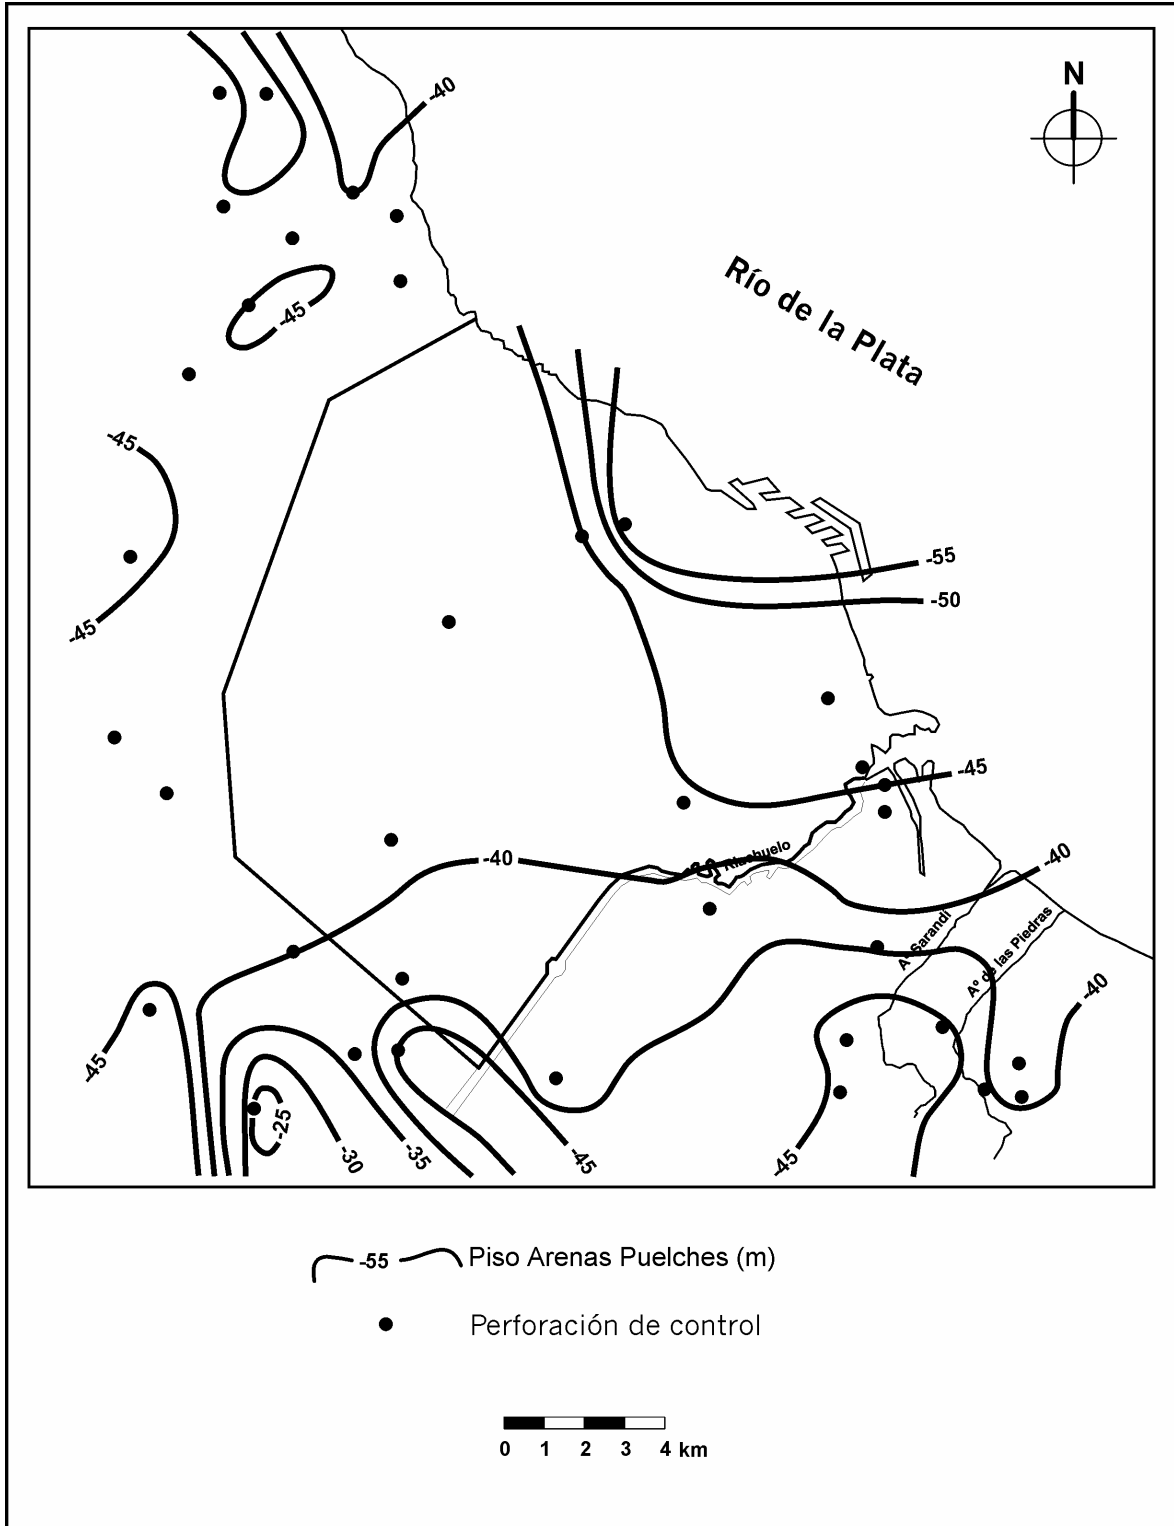 -40
N
Río de la Plata
-45
-45
-55
-50
-45
-45
Riachuelo
-40
-40
Aº Sarandí
Aº de las Piedras
-40
-45
-25
-30
-35
-45
-45
-55 Piso Arenas Puelches (m)
Perforación de control
0 1 2 3 4 km